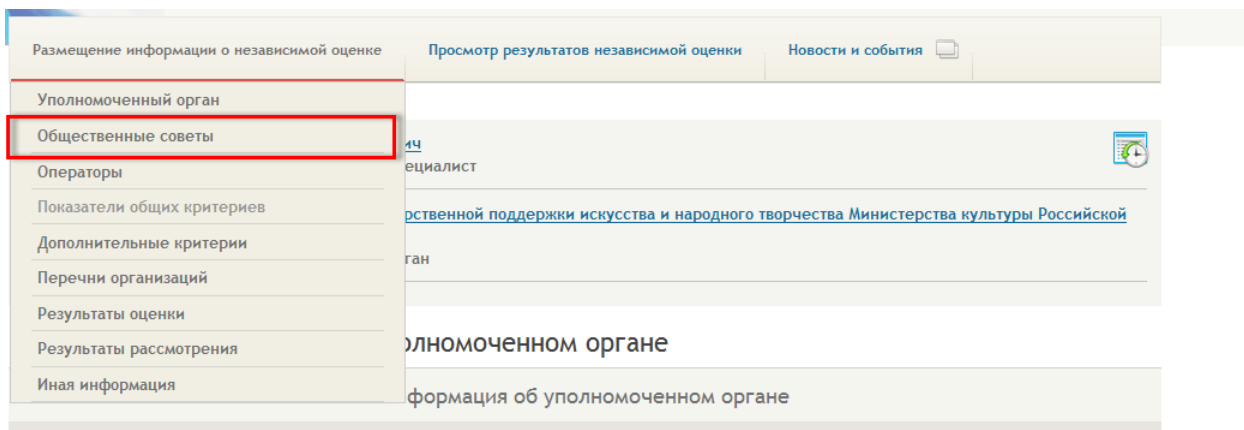 Размещение информации о независимой оценке Просмотр результатов независимой оценки Новости и события
Уполномоченный орган
Общественные советы
ич
Операторы
ециалист
Показатели общих критериев
рственной поддержки искусства и народного творчества Министерства культуры Российской
Дополнительные критерии
ган
Перечни организаций
Результаты оценки
Результаты рассмотрения
олномоченном органе
Иная информация
формация об уполномоченном органе